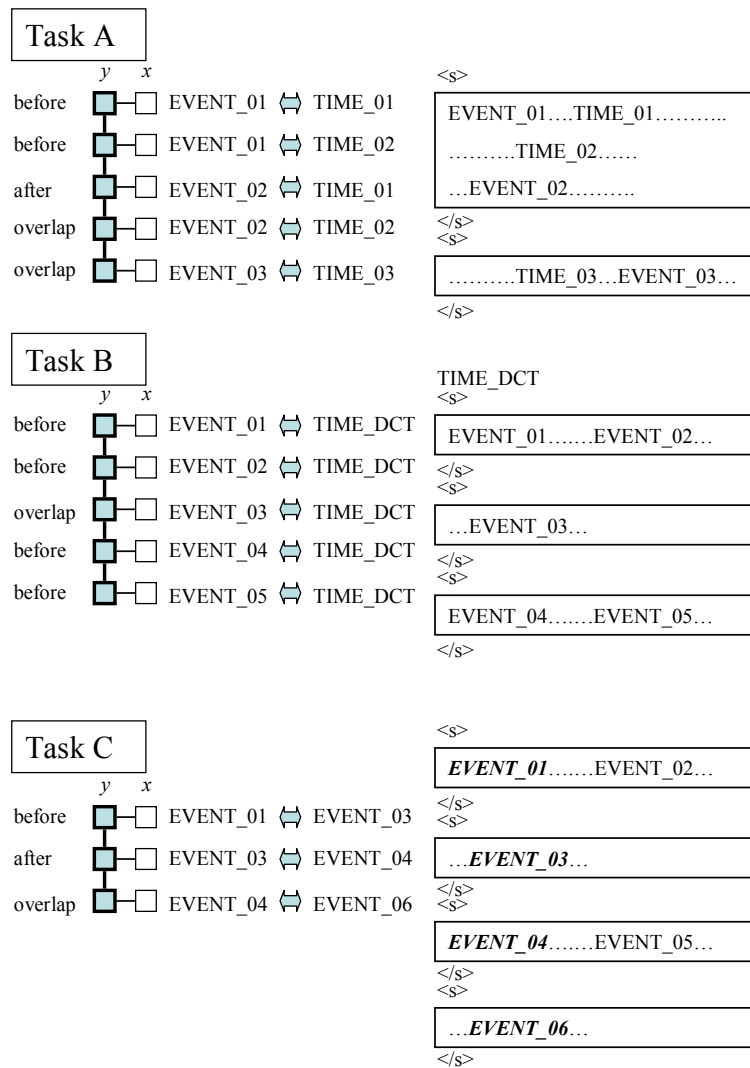 Task A
y x
before EVENT_01 TIME_01
before EVENT_01 TIME_02
after EVENT_02 TIME_01
overlap EVENT_02 TIME_02
overlap EVENT_03 TIME_03
<s>
EVENT_01….TIME_01………..
……….TIME_02……
…EVENT_02……….
</s>
<s>
……….TIME_03…EVENT_03…
</s>
Task B
y x
before EVENT_01 TIME_DCT
before EVENT_02 TIME_DCT
overlap EVENT_03 TIME_DCT
before EVENT_04 TIME_DCT
before EVENT_05 TIME_DCT
TIME_DCT
<s>
EVENT_01….…EVENT_02…
</s>
<s>
…EVENT_03…
</s>
<s>
EVENT_04….…EVENT_05…
</s>
Task C
y x
before EVENT_01 EVENT_03
after EVENT_03 EVENT_04
overlap EVENT_04 EVENT_06
<s>
EVENT_01….…EVENT_02…
</s>
<s>
…EVENT_03…
</s>
<s>
EVENT_04….…EVENT_05…
</s>
<s>
…EVENT_06…
</s>